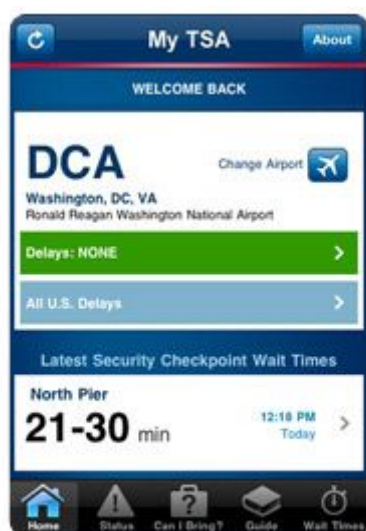 My TSA
About
WELCOME BACK
DCA
Change Airport
Washington, DC, VA
Ronald Reagan Washington National Airport
Delays: NONE
All U.S. Delays
Latest Security Checkpoint Wait Times
North Pier
21-30 min
12:18 PM
Today
Home Status Can I Bring? Guide Wait Times